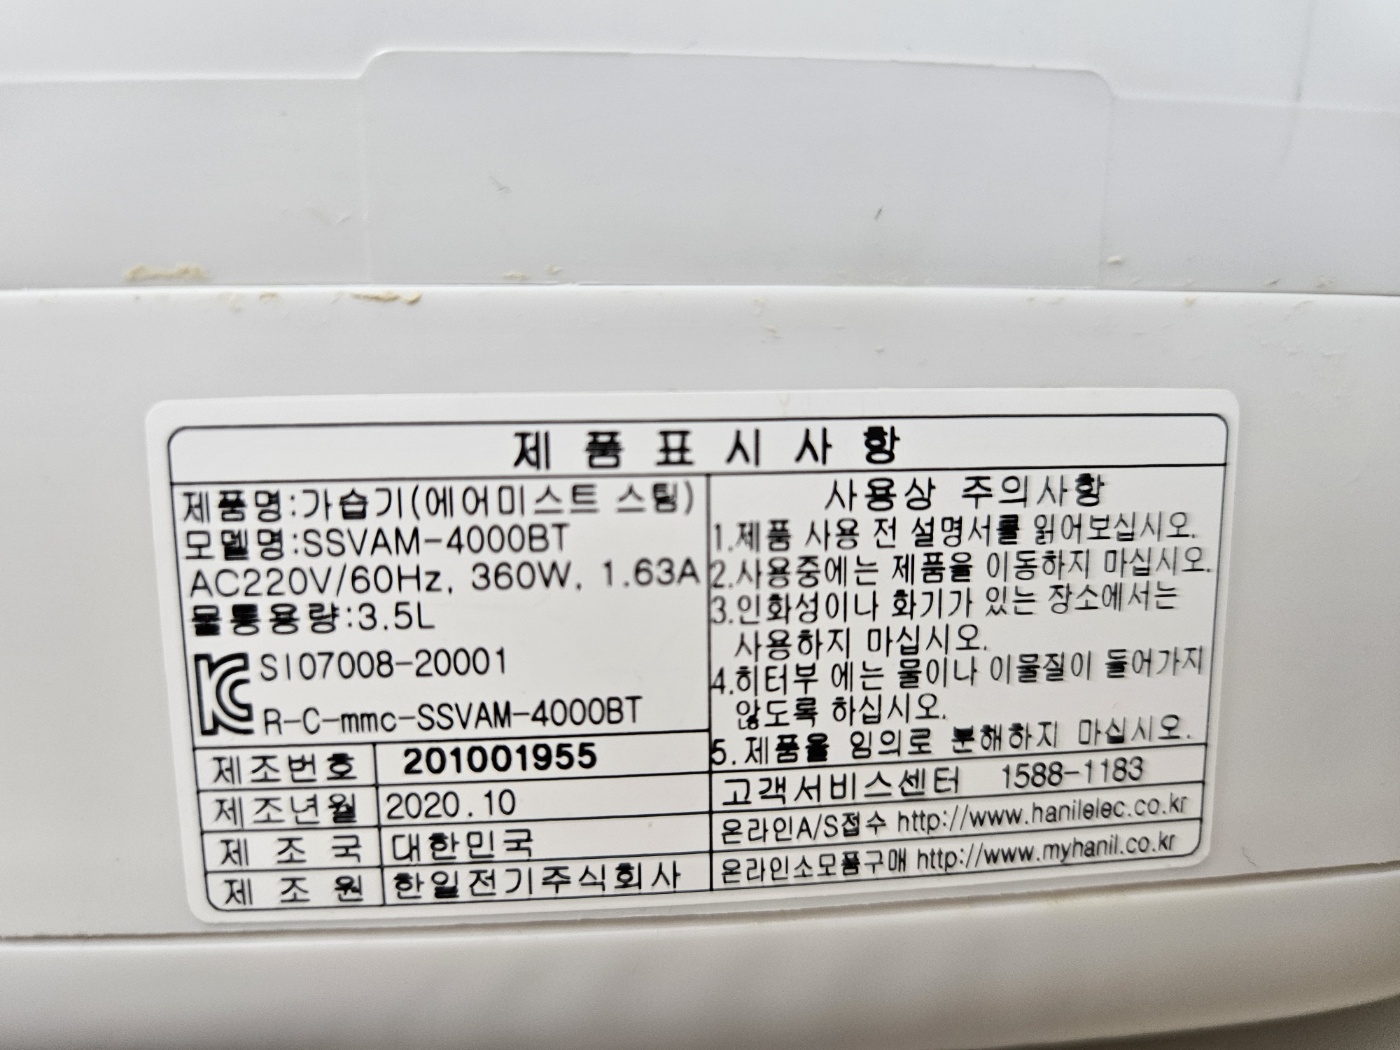 제품표시사항
제품명:가습기(에어미스트 스팀)
모델명:SSVAM-4000BT
AC220V/60Hz, 360W, 1.63A
물통용량:3.5L
SI07008-20001
R-C-mmc-SSVAM-4000BT
제조번호 201001955
제조년월 2020.10
제조국 대한민국
제조원 한일전기주식회사
사용상 주의사항
1.제품 사용 전 설명서를 읽어보십시오.
2.사용중에는 제품을 이동하지 마십시오.
3.인화성이나 화기가 있는 장소에서는
사용하지 마십시오.
4.히터부 에는 물이나 이물질이 들어가지
않도록 하십시오.
5.제품을 임의로 분해하지 마십시오.
고객서비스센터 1588-1183
온라인A/S접수 http://www.hanilelec.co.kr
온라인소모품구매 http://www.myhanil.co.kr